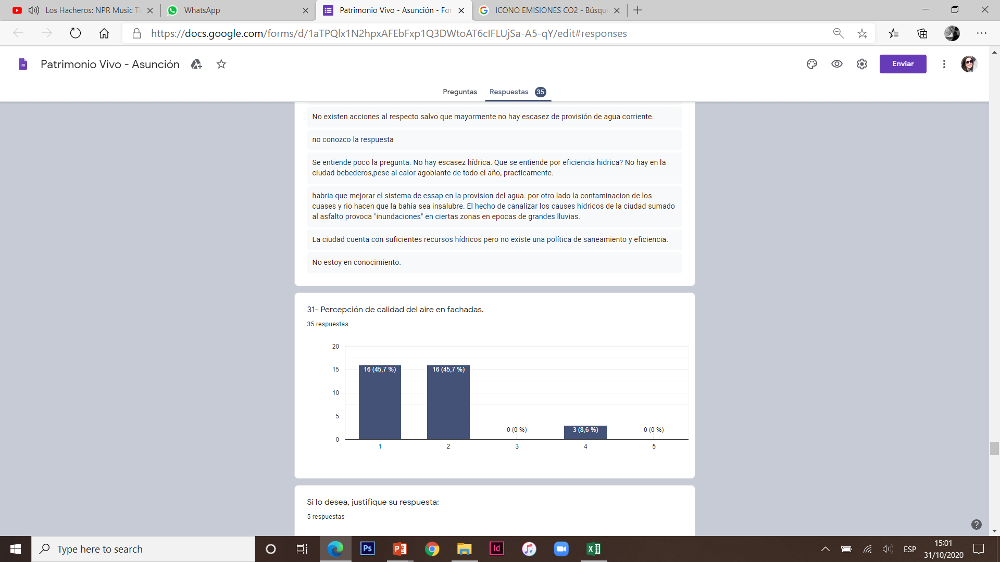 Los Hacheros: NPR Music Ti
WhatsApp
Patrimonio Vivo - Asunción - For
ICONO EMISIONES CO2 - Búsqu
https://docs.google.com/forms/d/1aTPQlx1N2hpxAFEbFxp1Q3DWtoAT6cIFLUjSa-A5-qY/edit#responses
Patrimonio Vivo - Asunción
Enviar
Preguntas
Respuestas 35
No existen acciones al respecto salvo que mayormente no hay escasez de provisión de agua corriente.
no conozco la respuesta
Se entiende poco la pregunta. No hay escasez hídrica. Que se entiende por eficiencia hidrica? No hay en la
ciudad bebederos,pese al calor agobiante de todo el año, practicamente.
habria que mejorar el sistema de essap en la provision del agua. por otro lado la contaminacion de los
cuases y rio hacen que la bahia sea insalubre. El hecho de canalizar los causes hidricos de la ciudad sumado
al asfalto provoca "inundaciones" en ciertas zonas en epocas de grandes lluvias.
La ciudad cuenta con suficientes recursos hídricos pero no existe una política de saneamiento y eficiencia.
No estoy en conocimiento.
31- Percepción de calidad del aire en fachadas.
35 respuestas
20
15
10
5
0
16 (45,7 %)
16 (45,7 %)
0 (0 %)
3 (8,6 %)
0 (0 %)
1
2
3
4
5
Si lo desea, justifique su respuesta:
5 respuestas
Type here to search
Ps
Id
ESP
15:01
31/10/2020